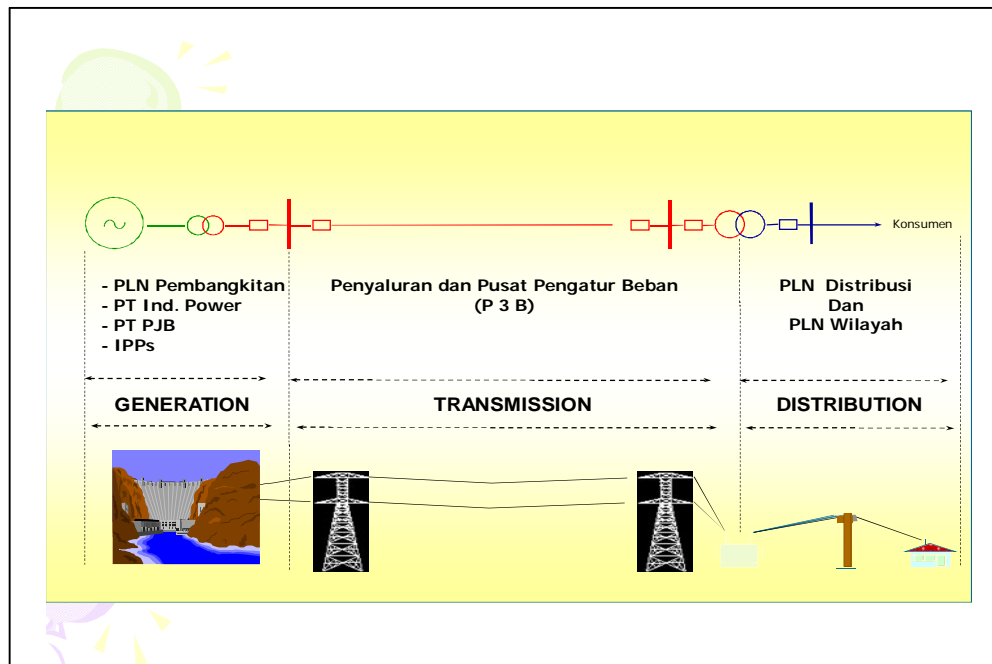 Konsumen
- PLN Pembangkitan
- PT Ind. Power
- PT PJB
- IPPs
Penyaluran dan Pusat Pengatur Beban
(P 3 B)
PLN Distribusi
Dan
PLN Wilayah
GENERATION
TRANSMISSION
DISTRIBUTION